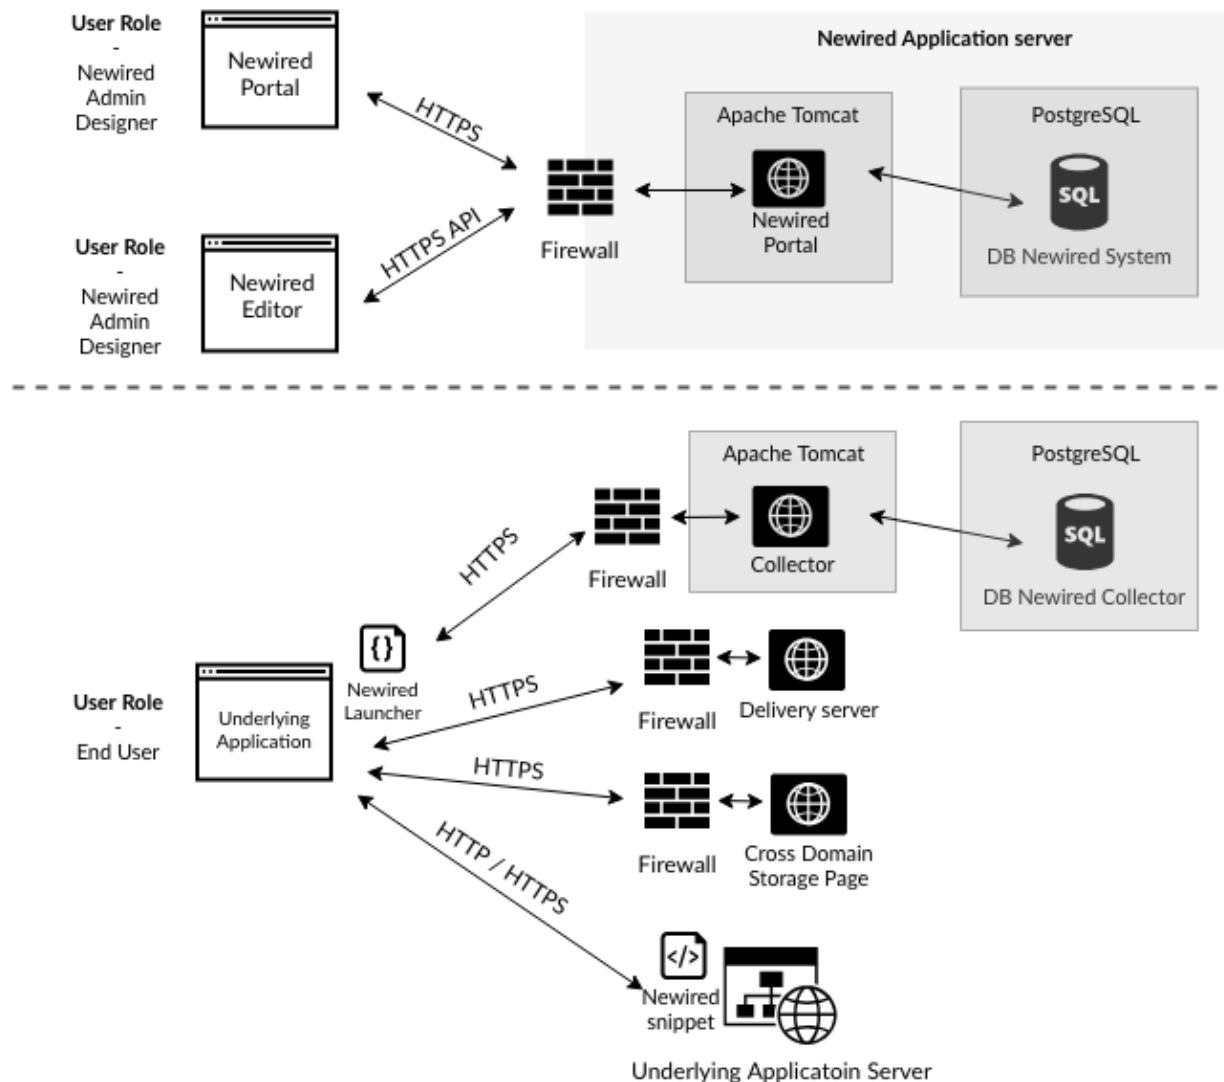 User Role
-
Newired
Admin
Designer
Newired
Portal
HTTPS
Newired Application server
Apache Tomcat
Newired
Portal
PostgreSQL
SQL
DB Newired System
Firewall
User Role
-
Newired
Admin
Designer
Newired
Editor
HTTPS API
Apache Tomcat
Collector
PostgreSQL
SQL
DB Newired Collector
Firewall
HTTPS
{}
Newired
Launcher
User Role
-
End User
Underlying
Application
HTTPS
Firewall
Delivery server
HTTPS
Firewall
Cross Domain
Storage Page
HTTP / HTTPS
</>
Newired
snippet
Underlying Applicatoin Server